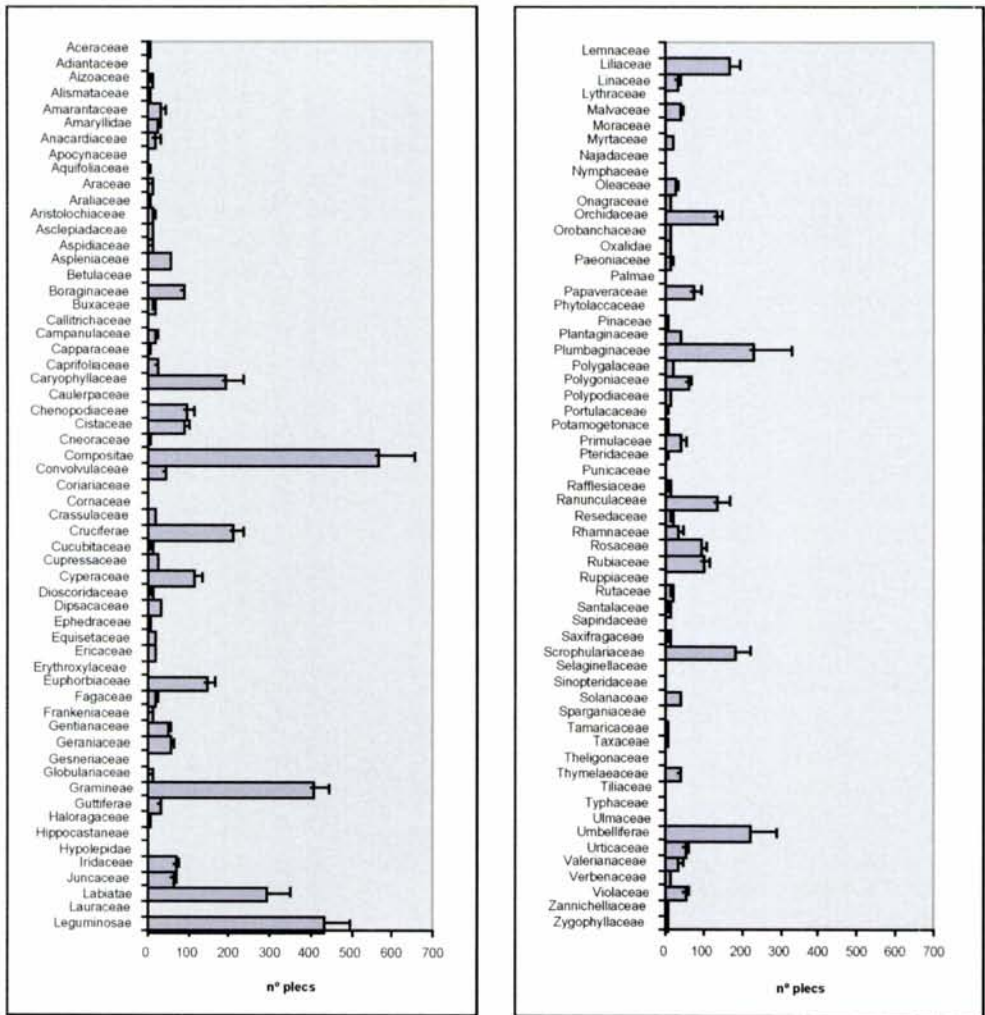 Aceraceae
Adiantaceae
Aizoaceae
Alismataceae
Amarantaceae
Amaryllidae
Anacardiaceae
Apocynaceae
Aquifoliaceae
Araceae
Araliaceae
Aristolochiaceae
Asclepiadaceae
Aspidiaceae
Aspleniaceae
Betulaceae
Boraginaceae
Buxaceae
Callitrichaceae
Campanulaceae
Capparaceae
Caprifoliaceae
Caryophyllaceae
Caulerpaceae
Chenopodiaceae
Cistaceae
Cneoraceae
Compositae
Convolvulaceae
Coriariaceae
Cornaceae
Crassulaceae
Cruciferae
Cucubitaceae
Cupressaceae
Cyperaceae
Dioscoridaceae
Dipsacaceae
Ephedraceae
Equisetaceae
Ericaceae
Erythroxylaceae
Euphorbiaceae
Fagaceae
Frankeniaceae
Gentianaceae
Geraniaceae
Gesneriaceae
Globulariaceae
Gramineae
Guttiferae
Haloragaceae
Hippocastaneae
Hypolepidae
Iridaceae
Juncaceae
Labiatae
Lauraceae
Leguminosae
0 100 200 300 400 500 600 700
nº plecs
Lemnaceae
Liliaceae
Linaceae
Lythraceae
Malvaceae
Moraceae
Myrtaceae
Najadaceae
Nymphaceae
Oleaceae
Onagraceae
Orchidaceae
Orobanchaceae
Oxalidae
Paeoniaceae
Palmae
Papaveraceae
Phytolaccaceae
Pinaceae
Plantaginaceae
Plumbaginaceae
Polygalaceae
Polygoniaceae
Polypodiaceae
Portulacaceae
Potamogetonace
Primulaceae
Pteridaceae
Punicaceae
Rafflesiaceae
Ranunculaceae
Resedaceae
Rhamnaceae
Rosaceae
Rubiaceae
Ruppiaceae
Rutaceae
Santalaceae
Sapindaceae
Saxifragaceae
Scrophulariaceae
Selaginellaceae
Sinopteridaceae
Solanaceae
Sparganiaceae
Tamaricaceae
Taxaceae
Theligonaceae
Thymelaeaceae
Tiliaceae
Typhaceae
Ulmaceae
Umbelliferae
Urticaceae
Valerianaceae
Verbenaceae
Violaceae
Zannichelliaceae
Zygophyllaceae
0 100 200 300 400 500 600 700
nº plecs